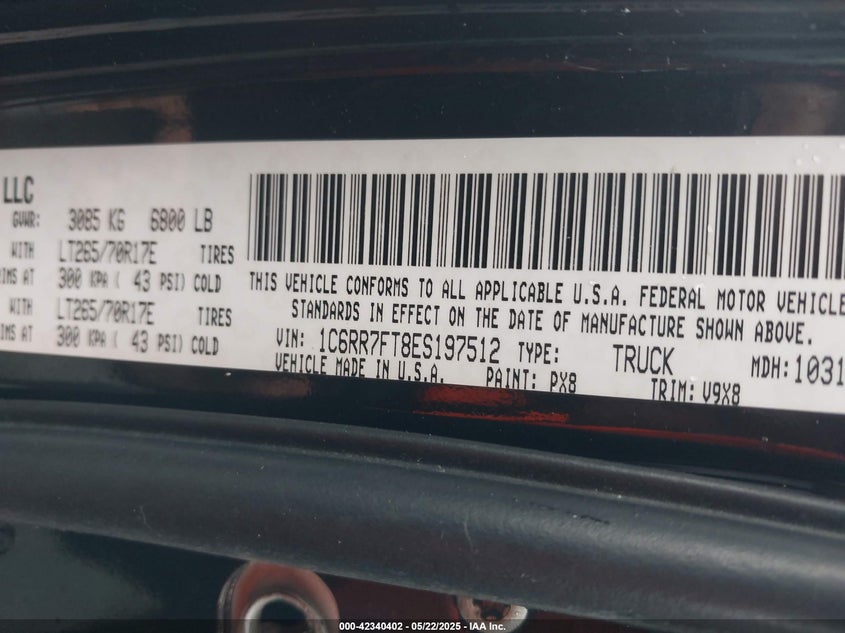 LLC
GVWR: 3085 KG 6800 LB
WITH LT265/70R17E TIRES
RIMS AT 300 KPA ( 43 PSI) COLD
WITH LT265/70R17E TIRES
RIMS AT 300 KPA ( 43 PSI) COLD
THIS VEHICLE CONFORMS TO ALL APPLICABLE U.S.A. FEDERAL MOTOR VEHICLE
STANDARDS IN EFFECT ON THE DATE OF MANUFACTURE SHOWN ABOVE.
VIN: 1C6RR7FT8ES197512 TYPE: TRUCK MDH: 1031
VEHICLE MADE IN U.S.A. PAINT: PX8 TRIM: V9X8
000-42340402 - 05/22/2025 - IAA Inc.